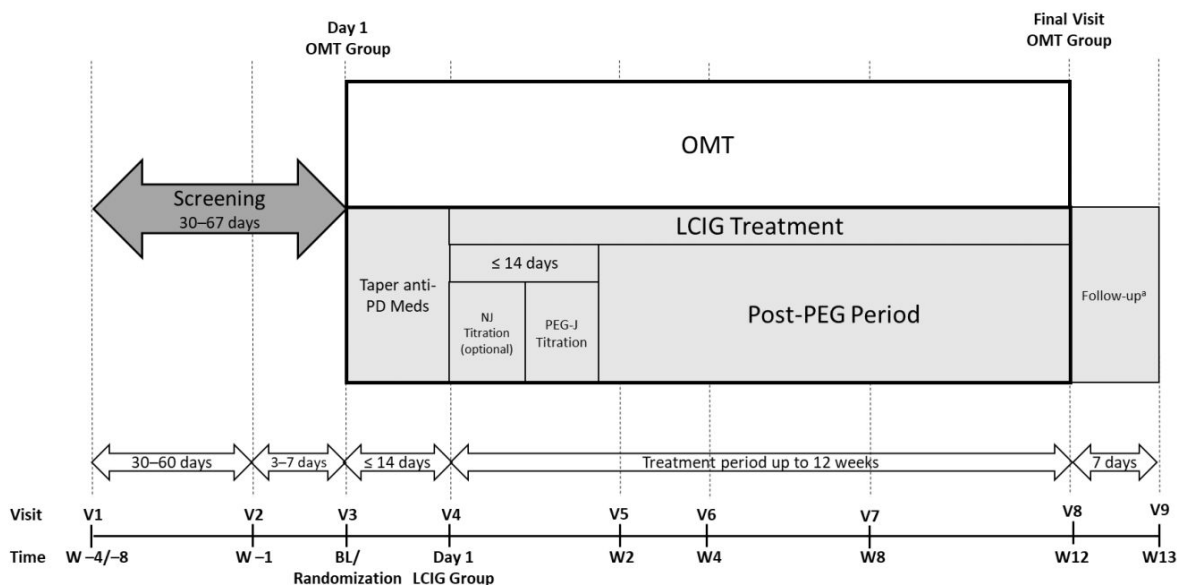 Day 1
OMT Group
Final Visit
OMT Group
OMT
Screening
30–67 days
LCIG Treatment
≤ 14 days
Taper anti-
PD Meds
NJ
Titration
(optional)
PEG-J
Titration
Post-PEG Period
Follow-upᵃ
30–60 days
3–7 days
≤ 14 days
Treatment period up to 12 weeks
7 days
Visit V1 V2 V3 V4 V5 V6 V7 V8 V9
Time W –4/–8 W –1 BL/ Day 1 W2 W4 W8 W12 W13
Randomization LCIG Group